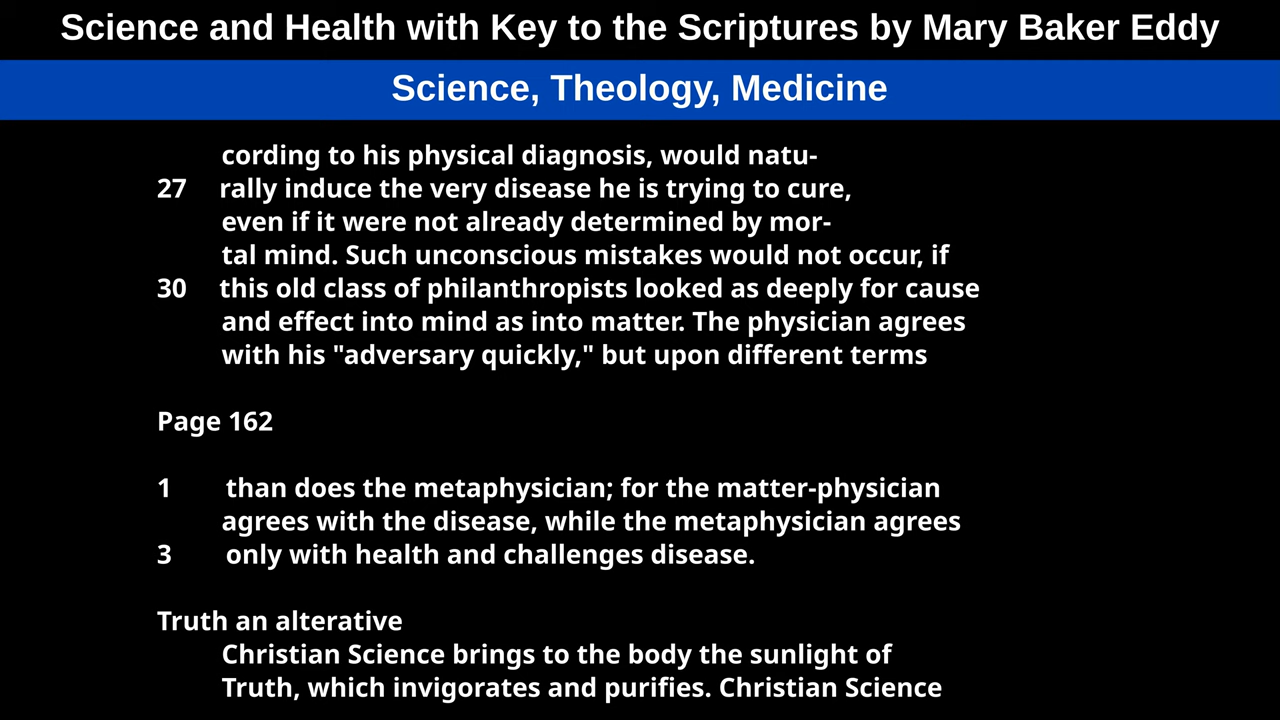 Science and Health with Key to the Scriptures by Mary Baker Eddy
Science, Theology, Medicine
cording to his physical diagnosis, would natu-
27 rally induce the very disease he is trying to cure,
even if it were not already determined by mor-
tal mind. Such unconscious mistakes would not occur, if
30 this old class of philanthropists looked as deeply for cause
and effect into mind as into matter. The physician agrees
with his "adversary quickly," but upon different terms
Page 162
1 than does the metaphysician; for the matter-physician
agrees with the disease, while the metaphysician agrees
3 only with health and challenges disease.
Truth an alterative
Christian Science brings to the body the sunlight of
Truth, which invigorates and purifies. Christian Science